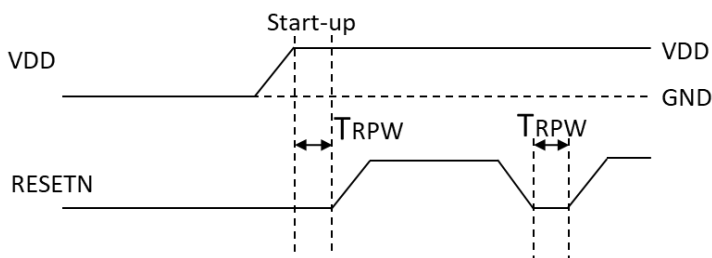 Start-up
VDD
VDD
GND
TRPW
TRPW
RESETN